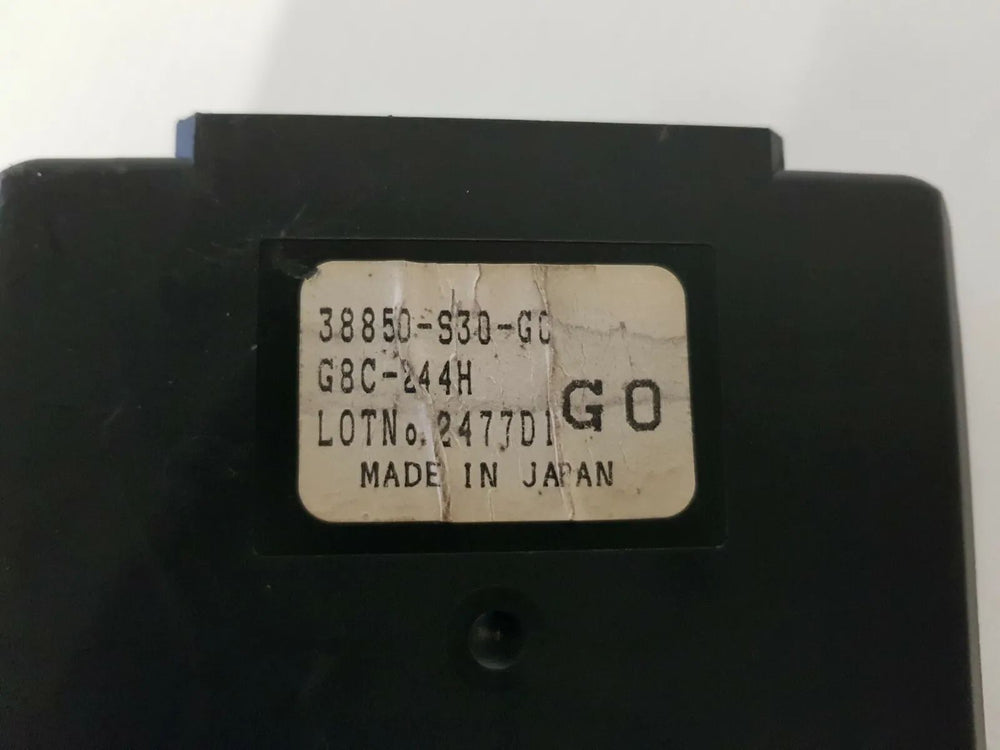 38850-S30-G0
G8C-244H
LOTNo. 2477D1
G0
MADE IN JAPAN